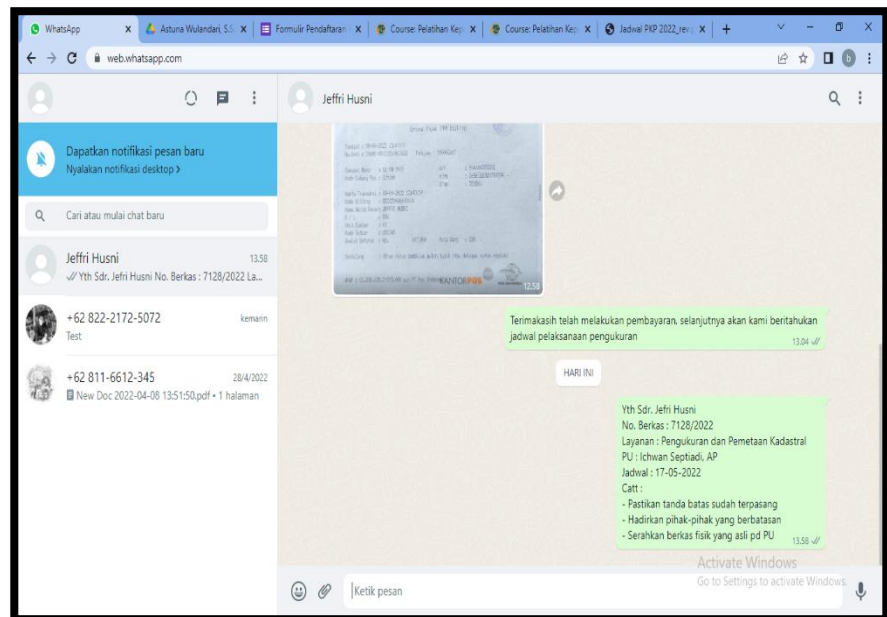 WhatsApp
Astuna Wulandari, S.S
Formulir Pendaftaran
Course: Pelatihan Kep
Course: Pelatihan Kep
Jadwal PKP 2022_rev
web.whatsapp.com
Dapatkan notifikasi pesan baru
Nyalakan notifikasi desktop >
Cari atau mulai chat baru
Jeffri Husni 13.58
Yth Sdr. Jefri Husni No. Berkas : 7128/2022 La...
+62 822-2172-5072 kemarin
Test
+62 811-6612-345 28/4/2022
New Doc 2022-04-08 13:51:50.pdf • 1 halaman
Jeffri Husni
KANTORPOS
12.58
Terimakasih telah melakukan pembayaran, selanjutnya akan kami beritahukan
jadwal pelaksanaan pengukuran
13.04
HARI INI
Yth Sdr. Jefri Husni
No. Berkas : 7128/2022
Layanan : Pengukuran dan Pemetaan Kadastral
PU : Ichwan Septiadi, AP
Jadwal : 17-05-2022
Catt :
- Pastikan tanda batas sudah terpasang
- Hadirkan pihak-pihak yang berbatasan
- Serahkan berkas fisik yang asli pd PU
13.58
Activate Windows
Go to Settings to activate Windows.
Ketik pesan